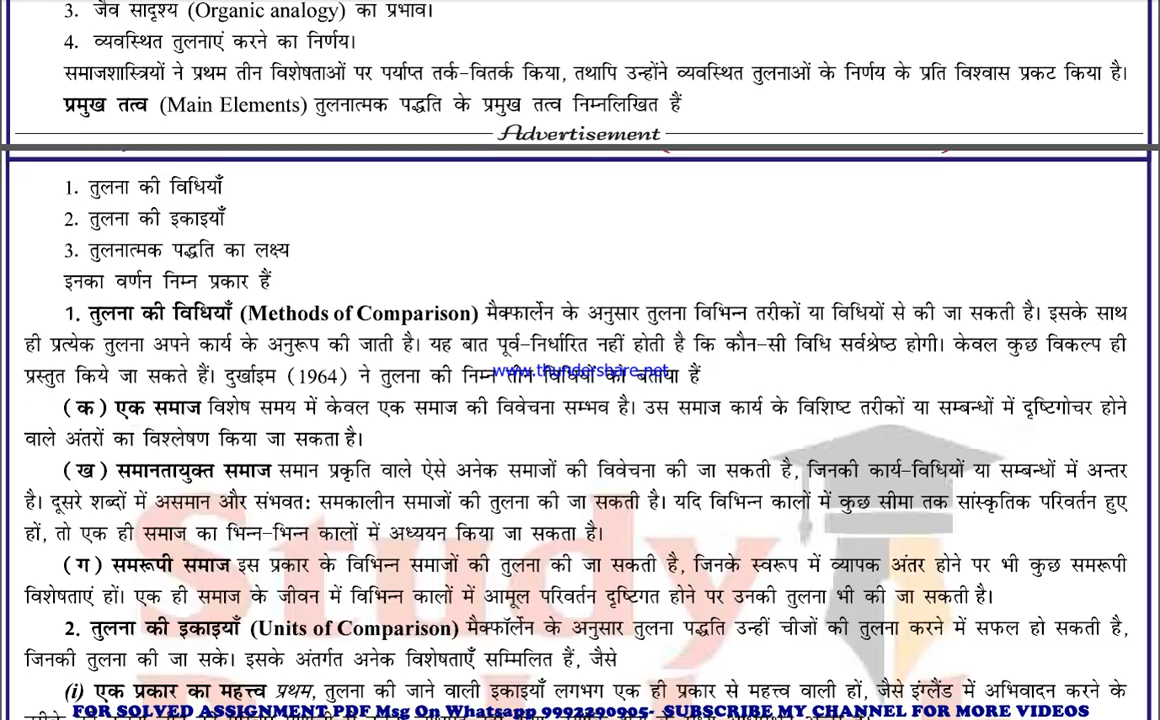 3. जैव सादृश्य (Organic analogy) का प्रभाव।
4. व्यवस्थित तुलनाएं करने का निर्णय।
समाजशास्त्रियों ने प्रथम तीन विशेषताओं पर पर्याप्त तर्क-वितर्क किया, तथापि उन्होंने व्यवस्थित तुलनाओं के निर्णय के प्रति विश्वास प्रकट किया है।
प्रमुख तत्व (Main Elements) तुलनात्मक पद्धति के प्रमुख तत्व निम्नलिखित हैं
Advertisement
1. तुलना की विधियाँ
2. तुलना की इकाइयाँ
3. तुलनात्मक पद्धति का लक्ष्य
इनका वर्णन निम्न प्रकार हैं
1. तुलना की विधियाँ (Methods of Comparison) मैक्फार्लेन के अनुसार तुलना विभिन्न तरीकों या विधियों से की जा सकती है। इसके साथ
ही प्रत्येक तुलना अपने कार्य के अनुरूप की जाती है। यह बात पूर्व-निर्धारित नहीं होती है कि कौन-सी विधि सर्वश्रेष्ठ होगी। केवल कुछ विकल्प ही
प्रस्तुत किये जा सकते हैं। दुर्खाइम (1964) ने तुलना की निम्न तीन विधियों को बताया हैं
www.thundershare.net
(क) एक समाज विशेष समय में केवल एक समाज की विवेचना सम्भव है। उस समाज कार्य के विशिष्ट तरीकों या सम्बन्धों में दृष्टिगोचर होने
वाले अंतरों का विश्लेषण किया जा सकता है।
(ख) समानतायुक्त समाज समान प्रकृति वाले ऐसे अनेक समाजों की विवेचना की जा सकती है, जिनकी कार्य-विधियों या सम्बन्धों में अन्तर
है। दूसरे शब्दों में असमान और संभवत: समकालीन समाजों की तुलना की जा सकती है। यदि विभिन्न कालों में कुछ सीमा तक सांस्कृतिक परिवर्तन हुए
हों, तो एक ही समाज का भिन्न-भिन्न कालों में अध्ययन किया जा सकता है।
(ग) समरूपी समाज इस प्रकार के विभिन्न समाजों की तुलना की जा सकती है, जिनके स्वरूप में व्यापक अंतर होने पर भी कुछ समरूपी
विशेषताएं हों। एक ही समाज के जीवन में विभिन्न कालों में आमूल परिवर्तन दृष्टिगत होने पर उनकी तुलना भी की जा सकती है।
Study
2. तुलना की इकाइयाँ (Units of Comparison) मैक्फॉर्लेन के अनुसार तुलना पद्धति उन्हीं चीजों की तुलना करने में सफल हो सकती है,
जिनकी तुलना की जा सके। इसके अंतर्गत अनेक विशेषताएँ सम्मिलित हैं, जैसे
(i) एक प्रकार का महत्त्व प्रथम, तुलना की जाने वाली इकाइयाँ लगभग एक ही प्रकार से महत्त्व वाली हों, जैसे इंग्लैंड में अभिवादन करने के
FOR SOLVED ASSIGNMENT PDF Msg On Whatsapp 9992290905- SUBSCRIBE MY CHANNEL FOR MORE VIDEOS